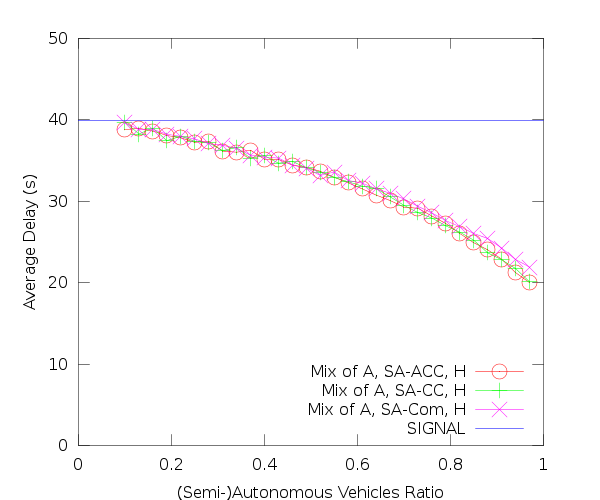 50
40
30
20
10
0
Average Delay (s)
Mix of A, SA-ACC, H
Mix of A, SA-CC, H
Mix of A, SA-Com, H
SIGNAL
0 0.2 0.4 0.6 0.8 1
(Semi-)Autonomous Vehicles Ratio